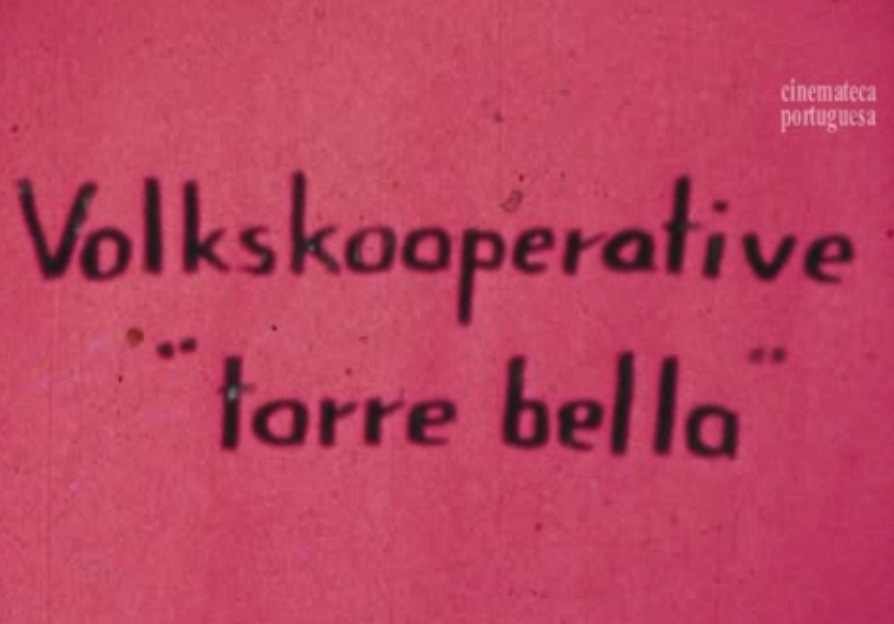 cinemateca
portuguesa
Volkskooperative
"torre bella"